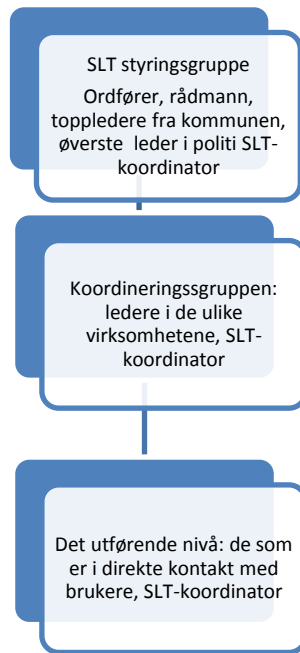 SLT styringsgruppe
Ordfører, rådmann,
toppledere fra kommunen,
øverste  leder i politi SLT-
koordinator
Koordineringssgruppen:
ledere i de ulike
virksomhetene, SLT-
koordinator
Det utførende nivå: de som
er i direkte kontakt med
brukere, SLT-koordinator